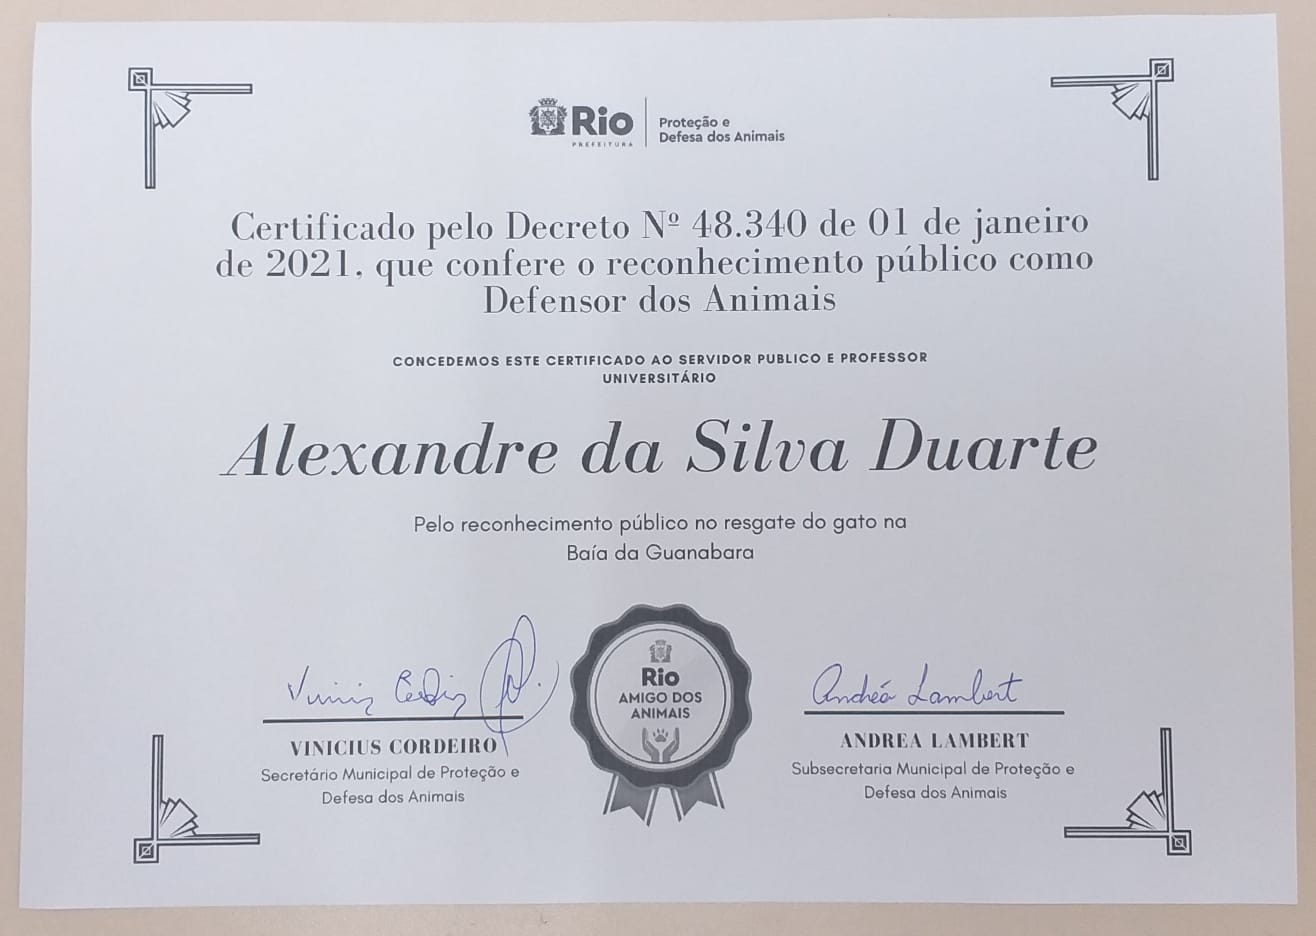 Rio
PREFEITURA
Proteção e
Defesa dos Animais
Certificado pelo Decreto Nº 48.340 de 01 de janeiro
de 2021, que confere o reconhecimento público como
Defensor dos Animais
CONCEDEMOS ESTE CERTIFICADO AO SERVIDOR PUBLICO E PROFESSOR
UNIVERSITÁRIO
Alexandre da Silva Duarte
Pelo reconhecimento público no resgate do gato na
Baía da Guanabara
Andréa Lambert
VINICIUS CORDEIRO
Secretário Municipal de Proteção e
Defesa dos Animais
Rio
AMIGO DOS
ANIMAIS
ANDREA LAMBERT
Subsecretaria Municipal de Proteção e
Defesa dos Animais